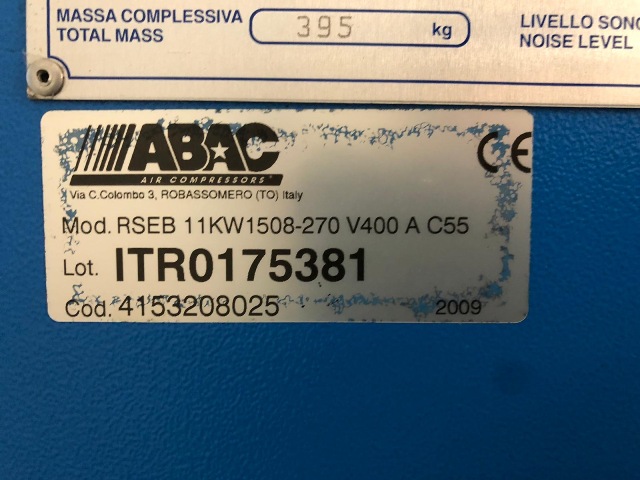 MASSA COMPLESSIVA
TOTAL MASS
395 kg
LIVELLO SONO
NOISE LEVEL
ABAC
AIR COMPRESSORS
Via C.Colombo 3, ROBASSOMERO (TO) Italy
CE
Mod. RSEB 11KW1508-270 V400 A C55
Lot. ITR0175381
Cod. 4153208025 2009